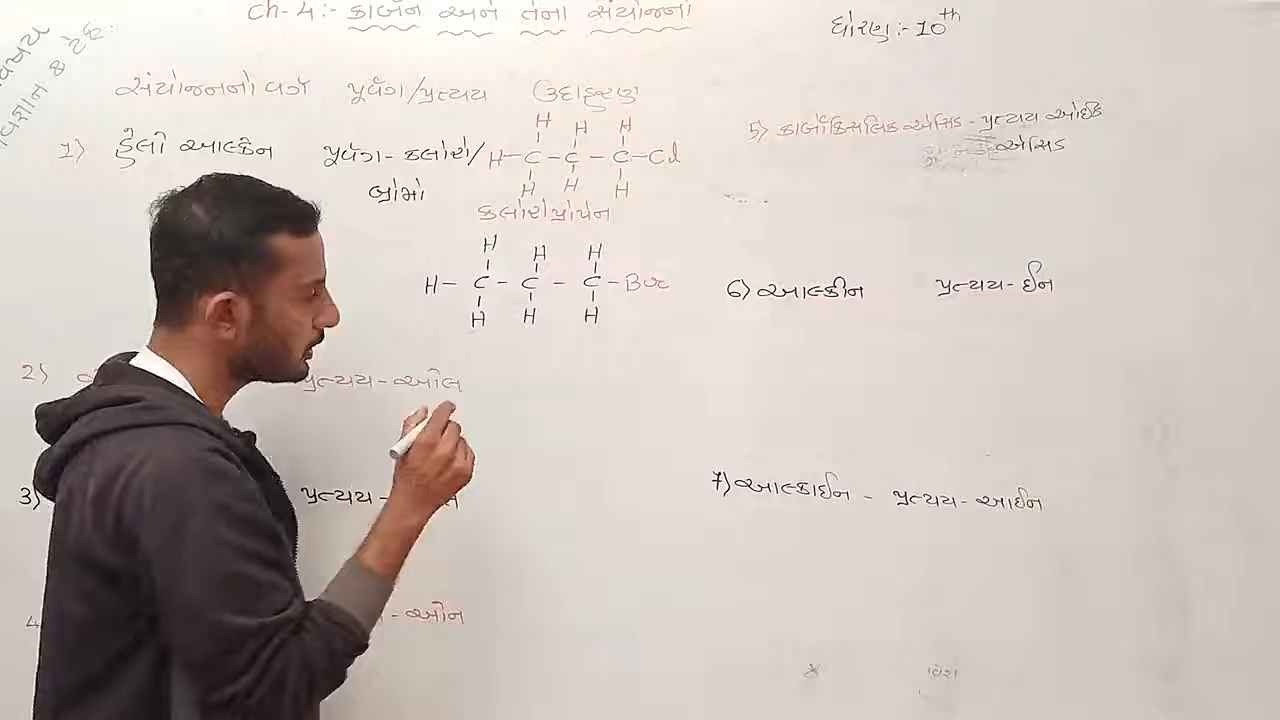 Ch-4:- કાર્બન અને તેના સંયોજનો
ધોરણ:- 10th
વિષય
વિજ્ઞાન & ટેક્
સંયોજનનો વર્ગ પૂર્વગ/પ્રત્યય ઉદાહરણ
1) હેલો આલ્કેન પૂર્વગ-ક્લોરો/
બ્રોમો
H H H
H-C-C-C-Cl
H H H
ક્લોરોપ્રોપેન
H H H
H-C-C-C-Br
H H H
2) પ્રત્યય-ઓલ
3) પ્રત્યય-
4 - ઓન
5) કાર્બોક્સિલિક એસિડ-પ્રત્યય ઓઈક
એસિડ
6) આલ્કીન પ્રત્યય-ઈન
7) આલ્કાઈન - પ્રત્યય-આઈન